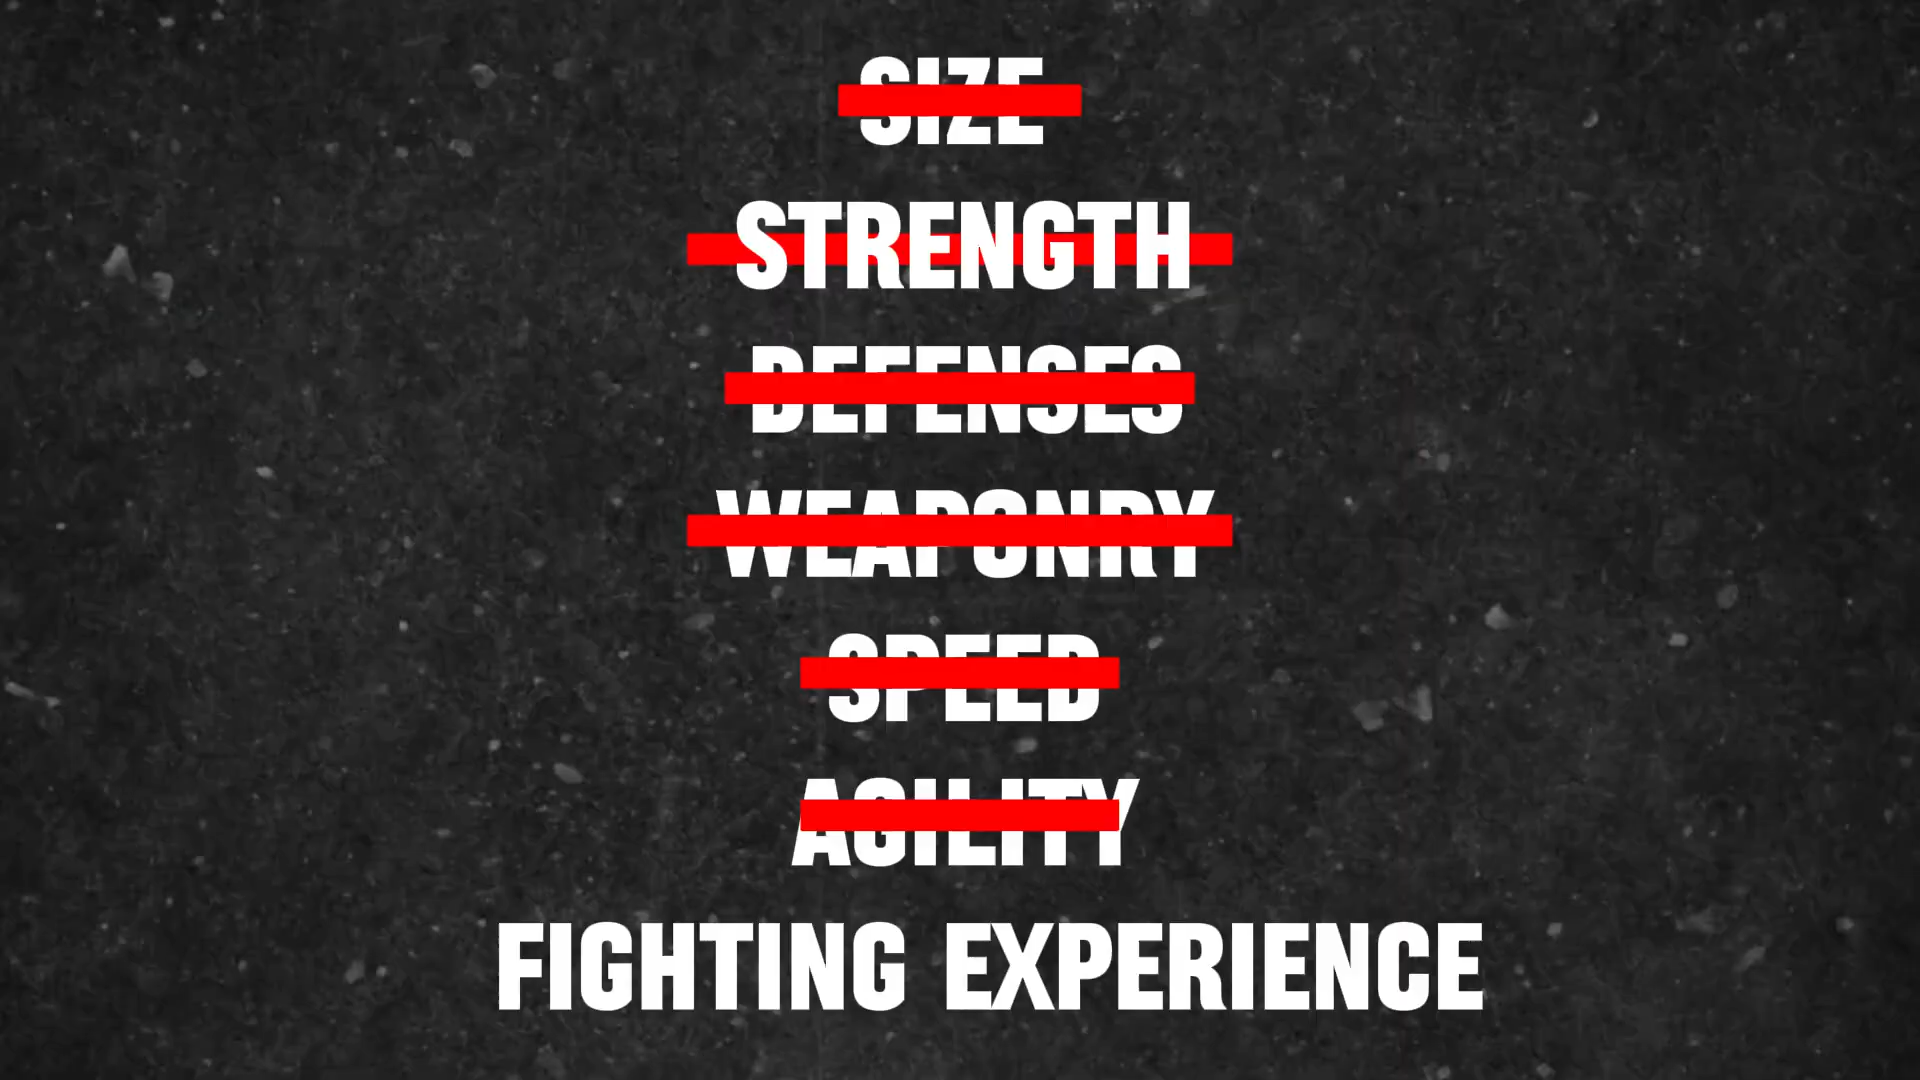 SIZE
STRENGTH
DEFENSES
WEAPONRY
SPEED
AGILITY
FIGHTING EXPERIENCE